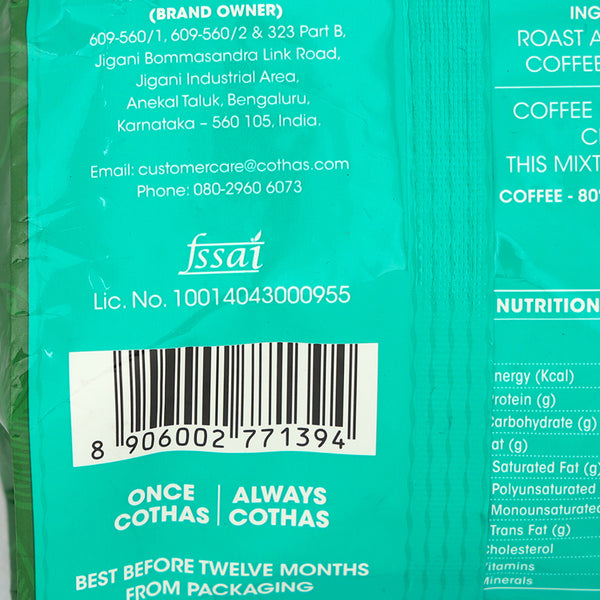 (BRAND OWNER)
609-560/1, 609-560/2 & 323 Part B,
Jigani Bommasandra Link Road,
Jigani Industrial Area,
Anekal Taluk, Bengaluru,
Karnataka – 560 105, India.
Email: customercare@cothas.com
Phone: 080-2960 6073
fssai
Lic. No. 10014043000955
8 906002 771394
ONCE COTHAS | ALWAYS COTHAS
BEST BEFORE TWELVE MONTHS
FROM PACKAGING
ING
ROAST A
COFFEE
COFFEE
C
THIS MIXT
COFFEE - 80
NUTRITION
nergy (Kcal)
rotein (g)
arbohydrate (g)
at (g)
Saturated Fat (g)
Polyunsaturated
Monounsaturated
Trans Fat (g)
holesterol
itamins
Minerals